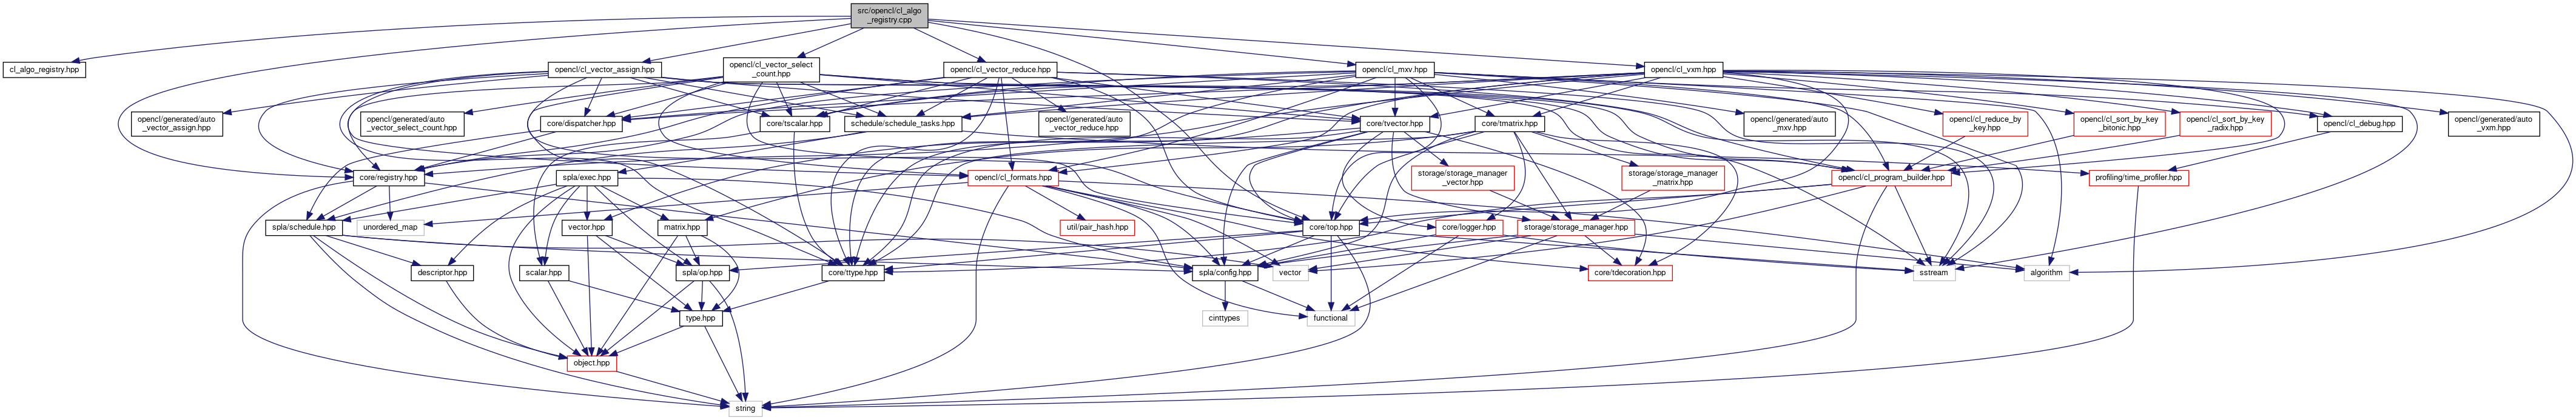 src/opencl/cl_algo
_registry.cpp
cl_algo_registry.hpp
opencl/cl_vector_assign.hpp
opencl/cl_vector_select
_count.hpp
opencl/cl_vector_reduce.hpp
opencl/cl_mxv.hpp
opencl/cl_vxm.hpp
opencl/generated/auto
_vector_assign.hpp
opencl/generated/auto
_vector_select_count.hpp
core/dispatcher.hpp
core/tscalar.hpp
schedule/schedule_tasks.hpp
opencl/generated/auto
_vector_reduce.hpp
core/tvector.hpp
core/tmatrix.hpp
opencl/generated/auto
_mxv.hpp
opencl/cl_reduce_by
_key.hpp
opencl/cl_sort_by_key
_bitonic.hpp
opencl/cl_sort_by_key
_radix.hpp
opencl/cl_debug.hpp
opencl/generated/auto
_vxm.hpp
core/registry.hpp
spla/exec.hpp
opencl/cl_formats.hpp
storage/storage_manager
_vector.hpp
storage/storage_manager
_matrix.hpp
opencl/cl_program_builder.hpp
profiling/time_profiler.hpp
spla/schedule.hpp
unordered_map
vector.hpp
matrix.hpp
util/pair_hash.hpp
core/top.hpp
core/logger.hpp
storage/storage_manager.hpp
descriptor.hpp
scalar.hpp
spla/op.hpp
core/ttype.hpp
spla/config.hpp
vector
core/tdecoration.hpp
sstream
algorithm
type.hpp
cinttypes
functional
object.hpp
string